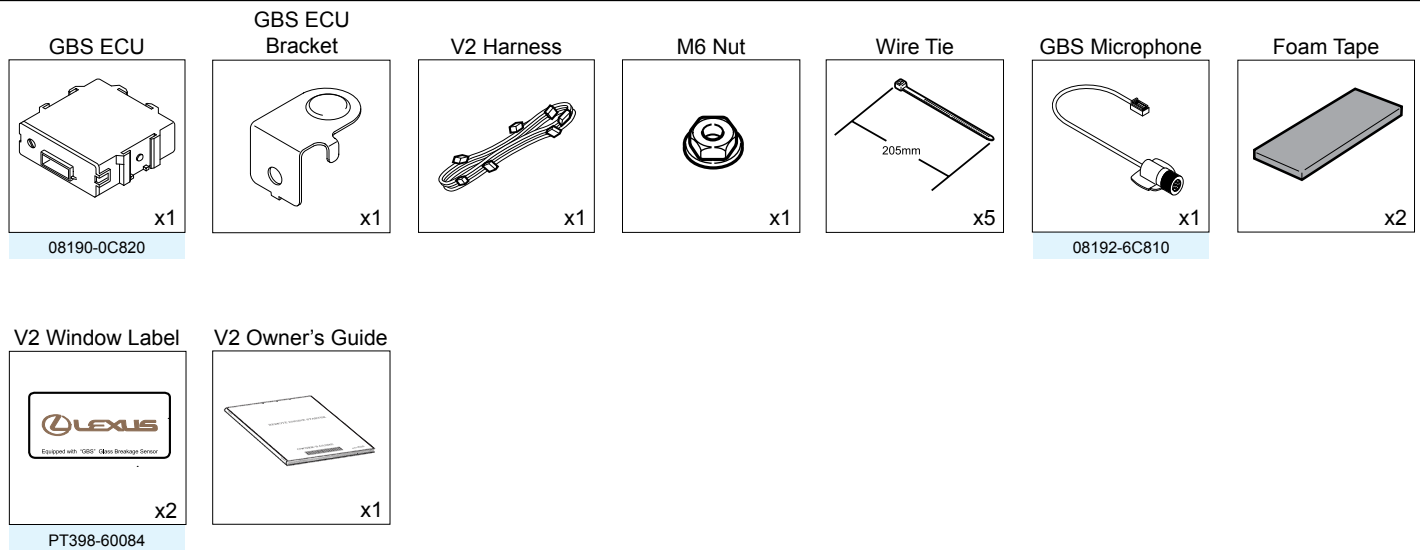 GBS ECU
x1
08190-0C820
GBS ECU
Bracket
x1
V2 Harness
x1
M6 Nut
x1
Wire Tie
205mm
x5
GBS Microphone
x1
08192-6C810
Foam Tape
x2
V2 Window Label
LEXUS
Equipped with "GBS" Glass Breakage Sensor
x2
PT398-60084
V2 Owner's Guide
x1